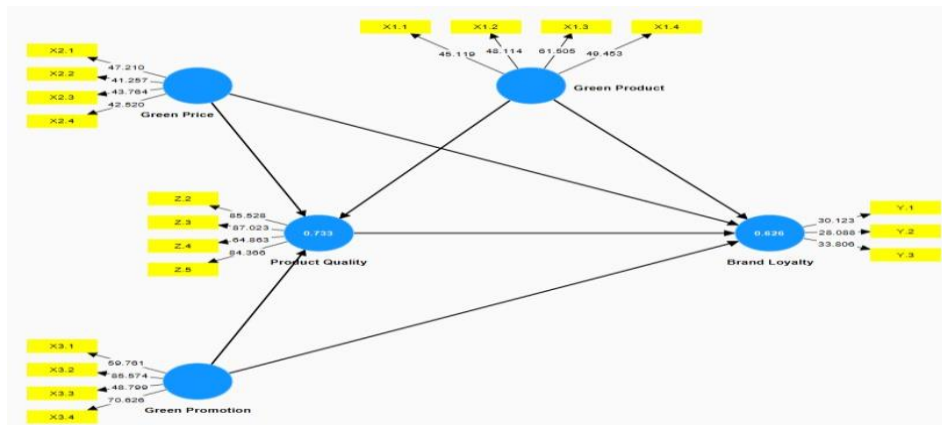 X1.1
X1.2
X1.3
X1.4
45.119
48.114
61.505
49.453
Green Product
X2.1
X2.2
X2.3
X2.4
47.210
41.257
43.764
42.520
Green Price
Z.2
Z.3
Z.4
Z.5
85.528
87.023
64.863
84.366
0.733
Product Quality
0.626
Brand Loyalty
30.123
28.088
33.806
Y.1
Y.2
Y.3
X3.1
X3.2
X3.3
X3.4
59.761
85.574
48.799
70.626
Green Promotion